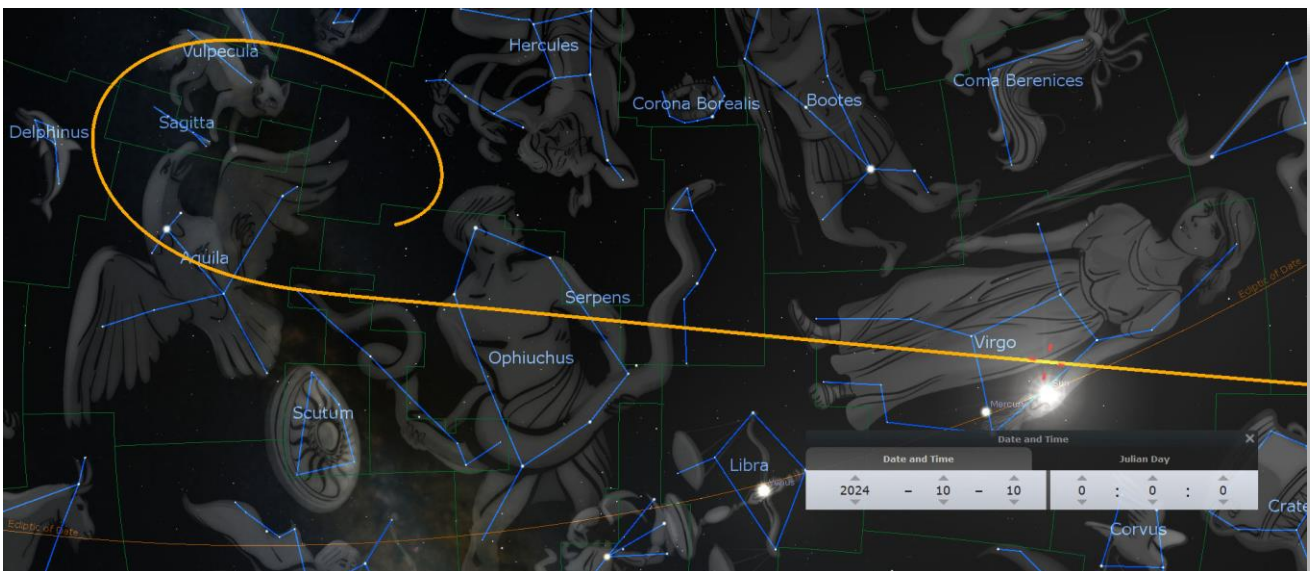 Vulpecula
Hercules
Coma Berenices
Corona Borealis
Bootes
Sagitta
Delphinus
Aquila
Ecliptic of Date
Serpens
Virgo
Ophiuchus
Mercury
Scutum
Date and Time
Date and Time Julian Day
Libra
Venus
2024 - 10 - 10 0 : 0 : 0
Crate
Ecliptic of Date
Corvus